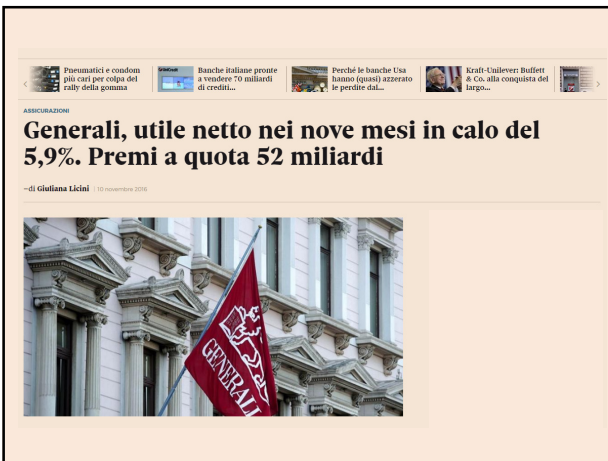 Pneumatici e condom
più cari per colpa del
rally della gomma
Banche italiane pronte
a vendere 70 miliardi
di crediti...
Perché le banche Usa
hanno (quasi) azzerato
le perdite dal...
Kraft-Unilever: Buffett
& Co. alla conquista del
largo...
ASSICURAZIONI
Generali, utile netto nei nove mesi in calo del
5,9%. Premi a quota 52 miliardi
–di Giuliana Licini | 10 novembre 2016
GENERALI